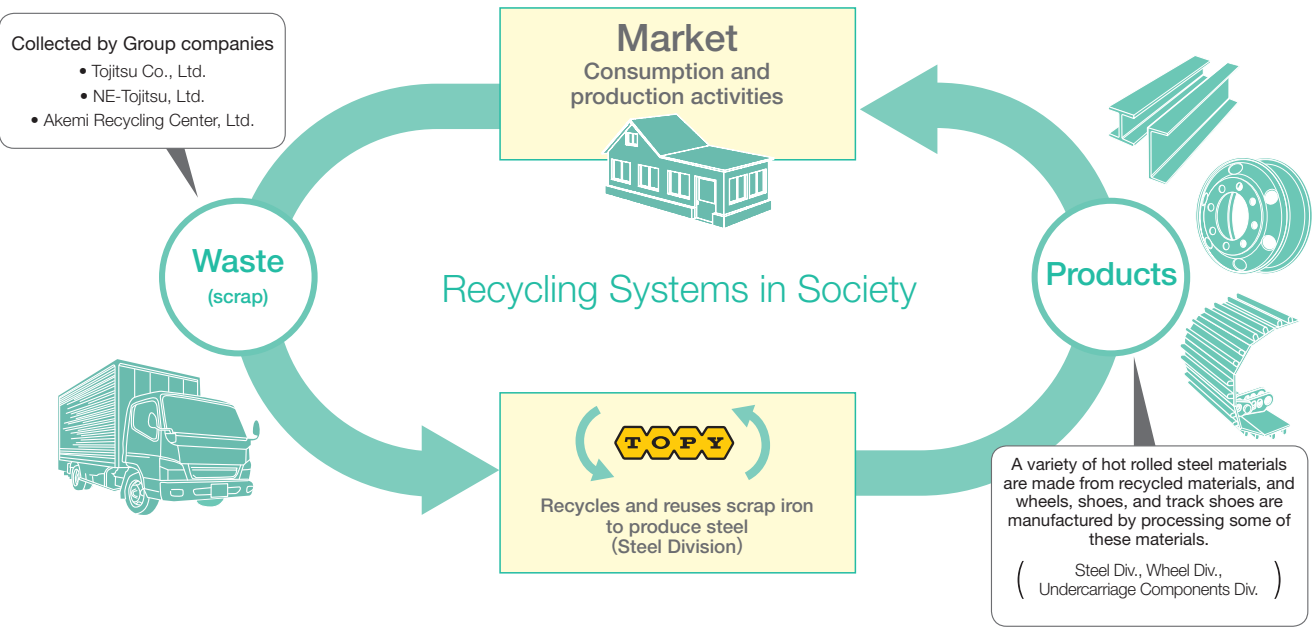 Collected by Group companies
• Tojitsu Co., Ltd.
• NE-Tojitsu, Ltd.
• Akemi Recycling Center, Ltd.
Market
Consumption and
production activities
Waste
(scrap)
Recycling Systems in Society
Products
TOPY
Recycles and reuses scrap iron
to produce steel
(Steel Division)
A variety of hot rolled steel materials
are made from recycled materials, and
wheels, shoes, and track shoes are
manufactured by processing some of
these materials.
( Steel Div., Wheel Div.,
Undercarriage Components Div. )